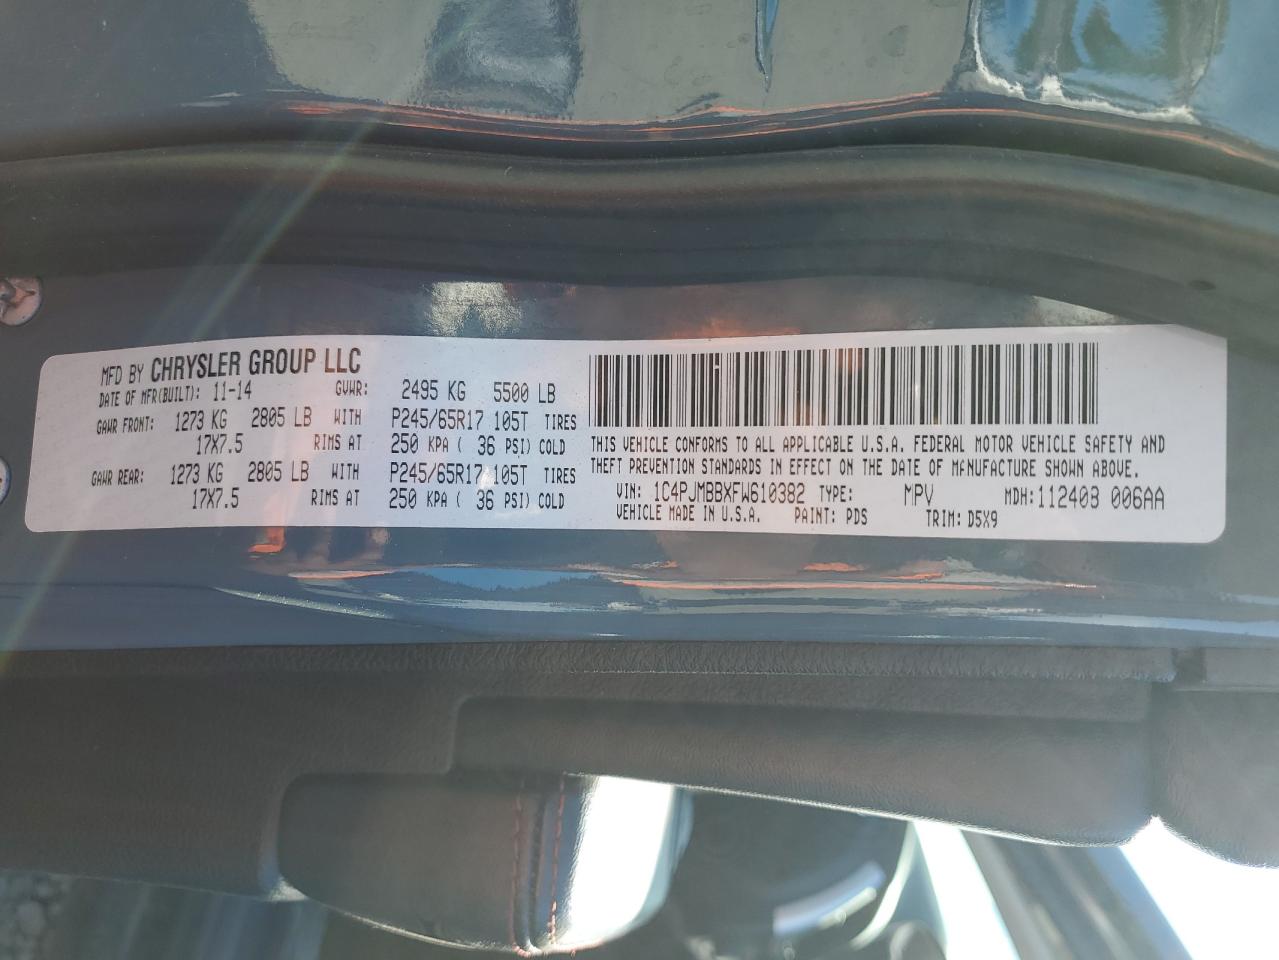 MFD BY CHRYSLER GROUP LLC
DATE OF MFR(BUILT): 11-14 GVWR: 2495 KG 5500 LB
GAWR FRONT: 1273 KG 2805 LB WITH P245/65R17 105T TIRES
17X7.5 RIMS AT 250 KPA ( 36 PSI) COLD
GAWR REAR: 1273 KG 2805 LB WITH P245/65R17 105T TIRES
17X7.5 RIMS AT 250 KPA ( 36 PSI) COLD
THIS VEHICLE CONFORMS TO ALL APPLICABLE U.S.A. FEDERAL MOTOR VEHICLE SAFETY AND
THEFT PREVENTION STANDARDS IN EFFECT ON THE DATE OF MANUFACTURE SHOWN ABOVE.
VIN: 1C4PJMBBXFW610382 TYPE: MPV MDH: 112408 006AA
VEHICLE MADE IN U.S.A. PAINT: PDS TRIM: D5X9